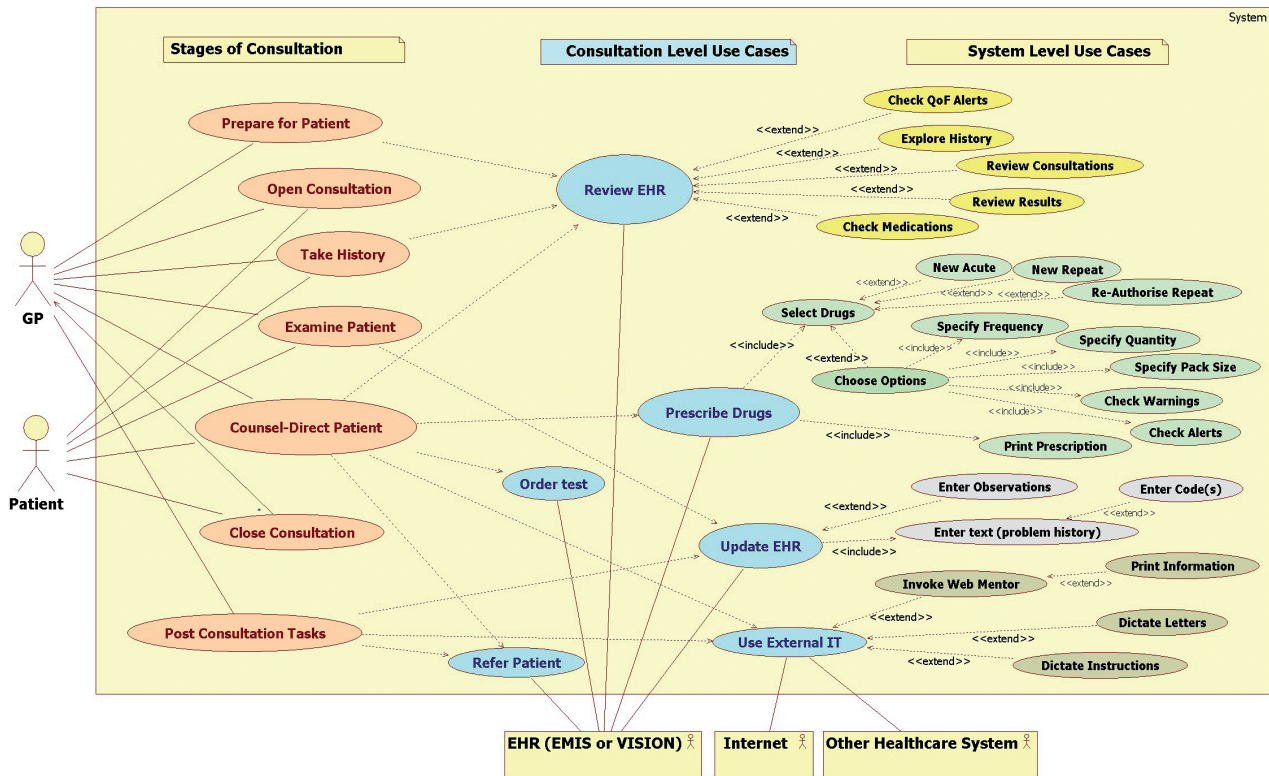 System
Stages of Consultation
Consultation Level Use Cases
System Level Use Cases
Prepare for Patient
Open Consultation
Take History
Examine Patient
Counsel-Direct Patient
Close Consultation
Post Consultation Tasks
GP
Patient
*
Review EHR
Prescribe Drugs
Order test
Update EHR
Use External IT
Refer Patient
Check QoF Alerts
<<extend>>
Explore History
<<extend>>
Review Consultations
<<extend>>
<<extend>>
Review Results
<<extend>>
Check Medications
New Acute
New Repeat
<<extend>>
<<extend>>
<<extend>>
Re-Authorise Repeat
Select Drugs
Specify Frequency
<<include>>
<<extend>>
<<include>>
<<include>>
Specify Quantity
Specify Pack Size
Choose Options
<<include>>
Check Warnings
<<include>>
Check Alerts
<<include>>
Print Prescription
Enter Observations
Enter Code(s)
<<extend>>
<<extend>>
Enter text (problem history)
<<include>>
Print Information
Invoke Web Mentor
<<extend>>
<<extend>>
Dictate Letters
<<extend>>
<<extend>>
Dictate Instructions
EHR (EMIS or VISION)
Internet
Other Healthcare System